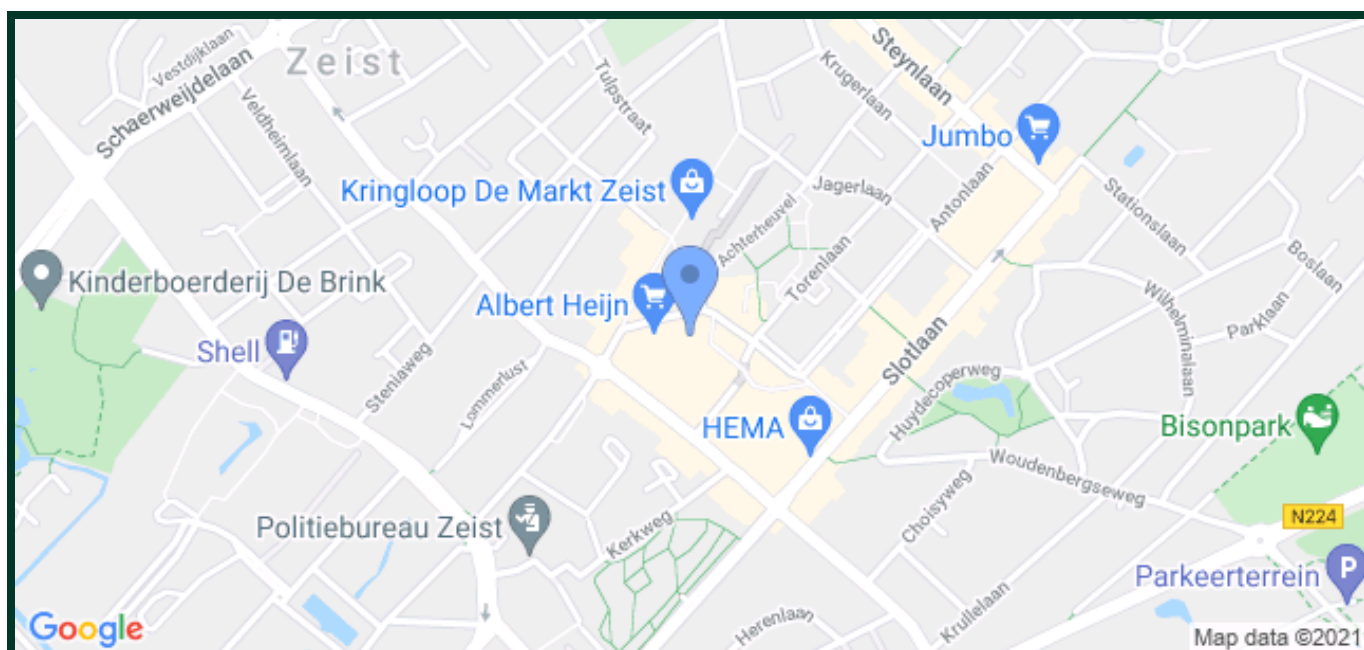 Zeist
Vestdijklaan
Schaerweijdelaan
Veldheimlaan
Tulpstraat
Steynlaan
Krugerlaan
Jumbo
Kringloop De Markt Zeist
Jagerlaan
Antonlaan
Stationslaan
Achterheuvel
Torenlaan
Boslaan
Kinderboerderij De Brink
Albert Heijn
Wilhelminalaan
Parklaan
Shell
Steniaweg
Lommerlust
Slotlaan
Huydecoperweg
HEMA
Bisonpark
Woudenbergseweg
Choisyweg
N224
Politiebureau Zeist
Kerkweg
Parkeerterrein
P
Herenlaan
Krullelaan
Google
Map data ©2021